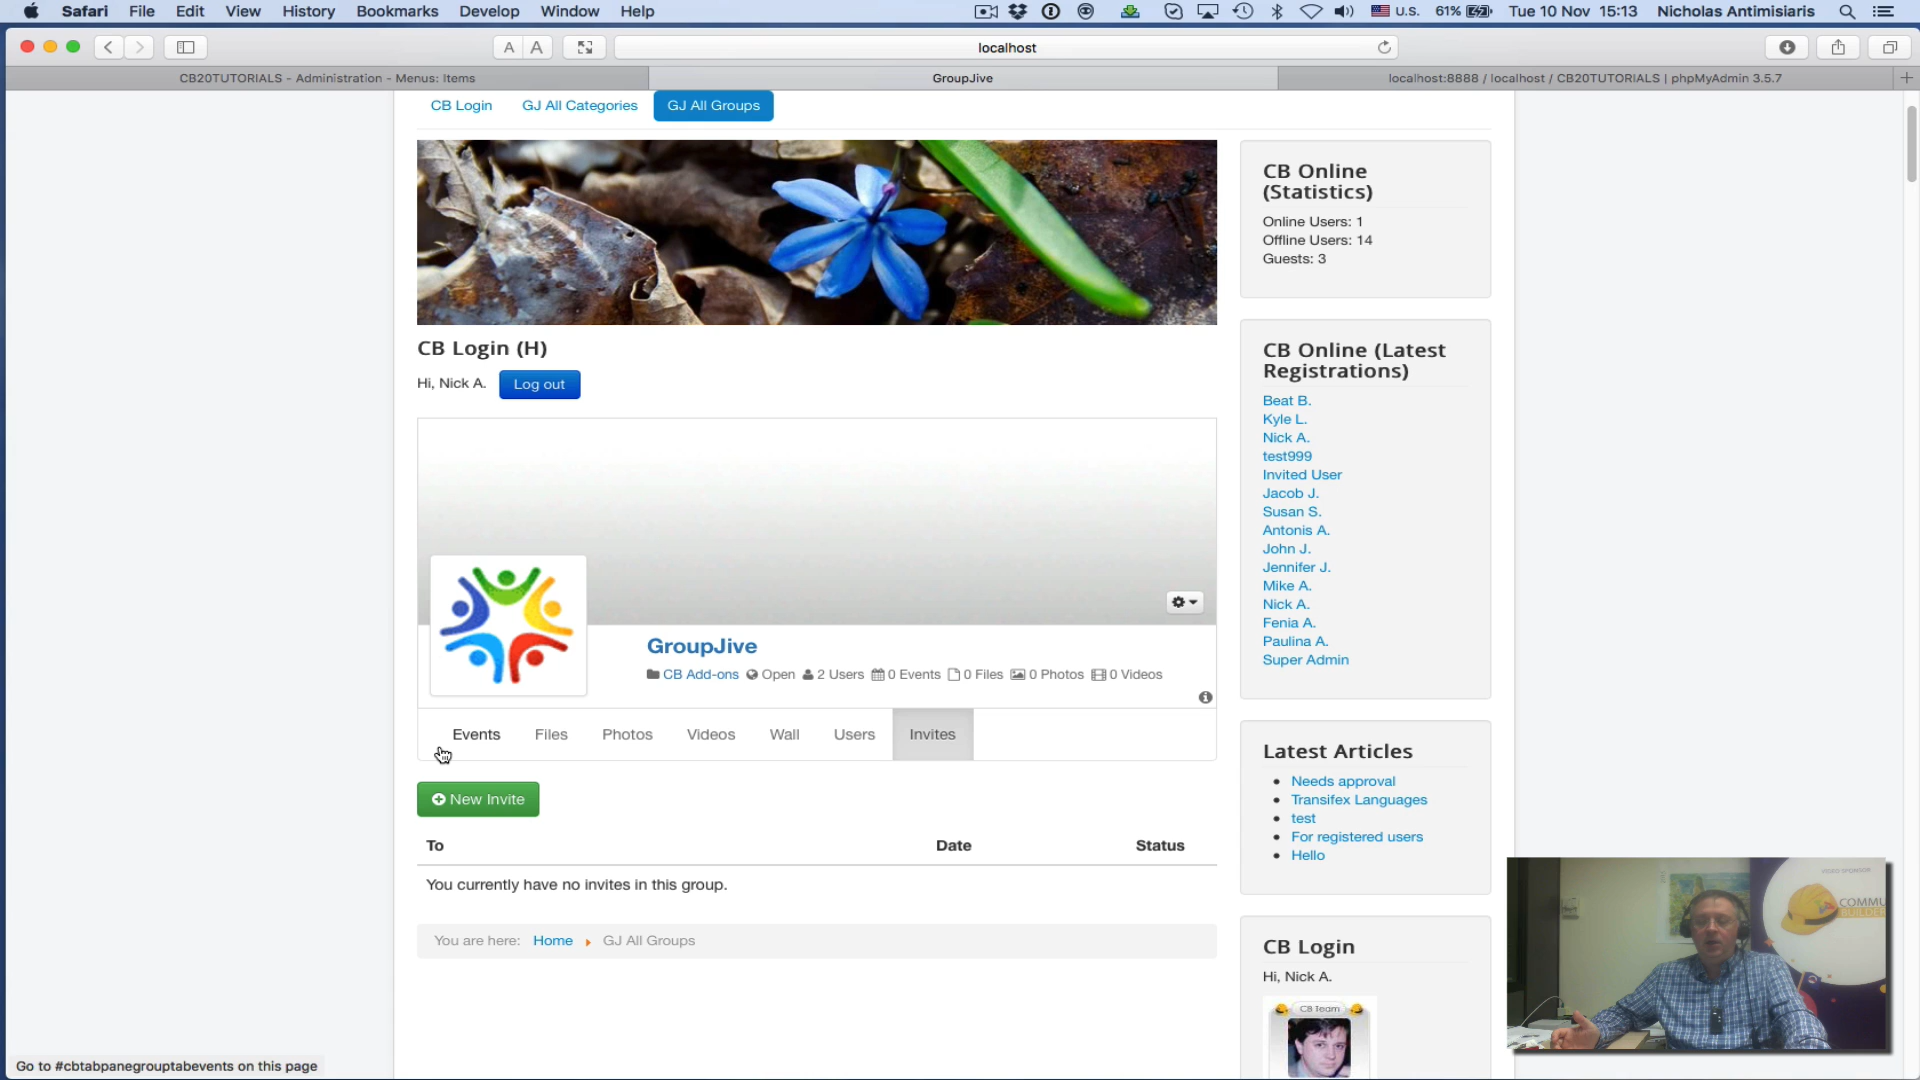 Safari File Edit View History Bookmarks Develop Window Help U.S. 61% Tue 10 Nov 15:13 Nicholas Antimisiaris
A A localhost
CB20TUTORIALS - Administration - Menus: Items GroupJive localhost:8888 / localhost / CB20TUTORIALS | phpMyAdmin 3.5.7
CB Login GJ All Categories GJ All Groups
CB Login (H)
Hi, Nick A. Log out
GroupJive
CB Add-ons Open 2 Users 0 Events 0 Files 0 Photos 0 Videos
Events Files Photos Videos Wall Users Invites
New Invite
To Date Status
You currently have no invites in this group.
You are here: Home GJ All Groups
CB Online
(Statistics)
Online Users: 1
Offline Users: 14
Guests: 3
CB Online (Latest
Registrations)
Beat B.
Kyle L.
Nick A.
test999
Invited User
Jacob J.
Susan S.
Antonis A.
John J.
Jennifer J.
Mike A.
Nick A.
Fenia A.
Paulina A.
Super Admin
Latest Articles
Needs approval
Transifex Languages
test
For registered users
Hello
CB Login
Hi, Nick A.
CB Team
VIDEO SPONSOR
COMMU
BUILDER
Go to #cbtabpanegrouptabevents on this page